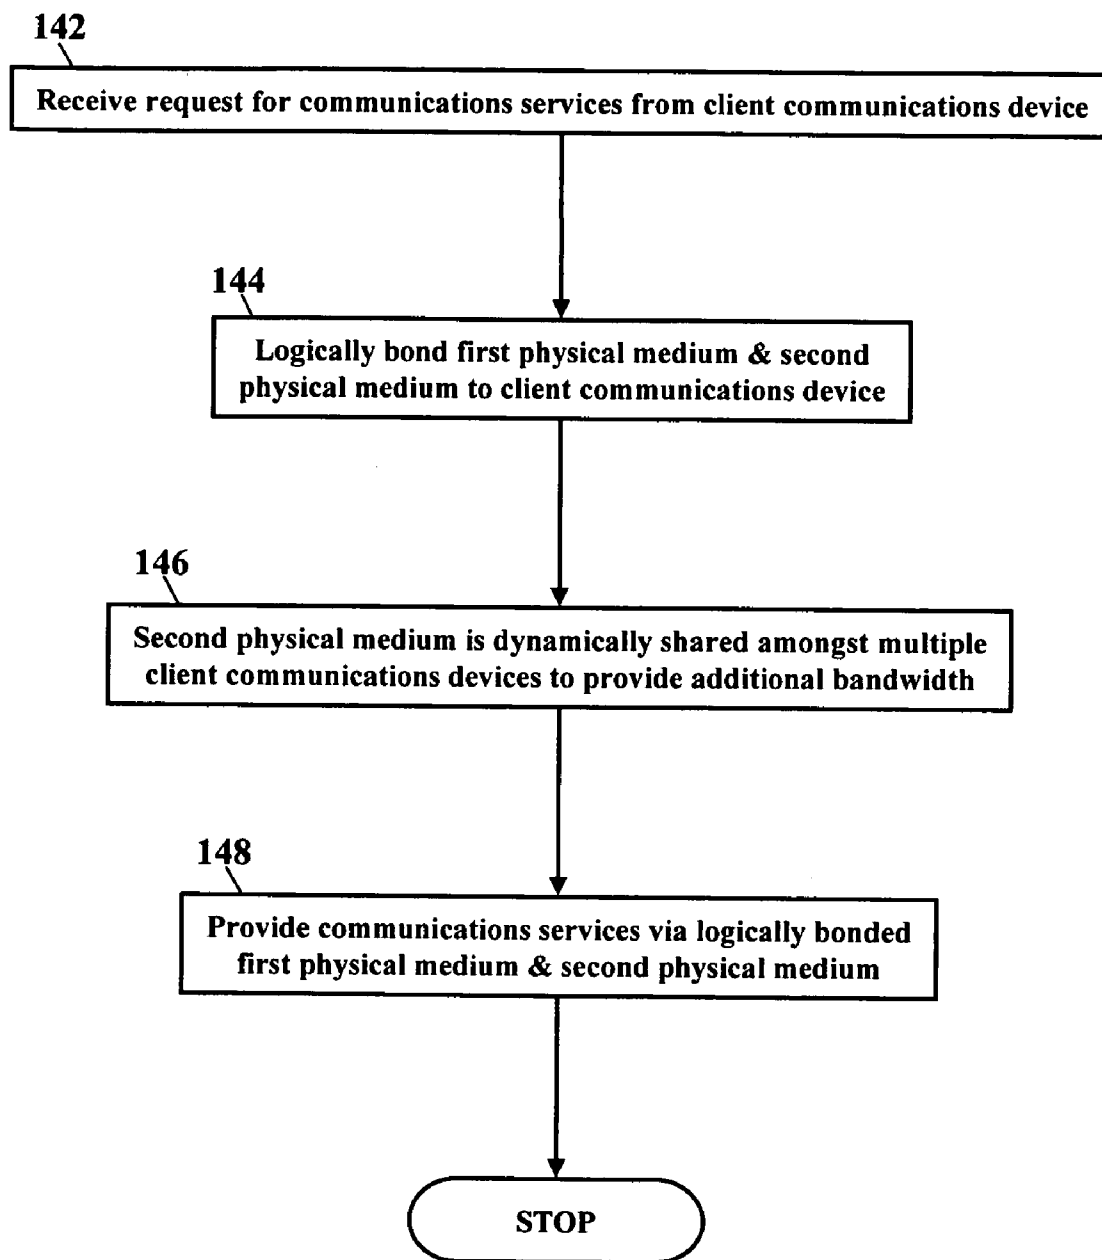 142
Receive request for communications services from client communications device
144
Logically bond first physical medium & second
physical medium to client communications device
146
Second physical medium is dynamically shared amongst multiple
client communications devices to provide additional bandwidth
148
Provide communications services via logically bonded
first physical medium & second physical medium
STOP